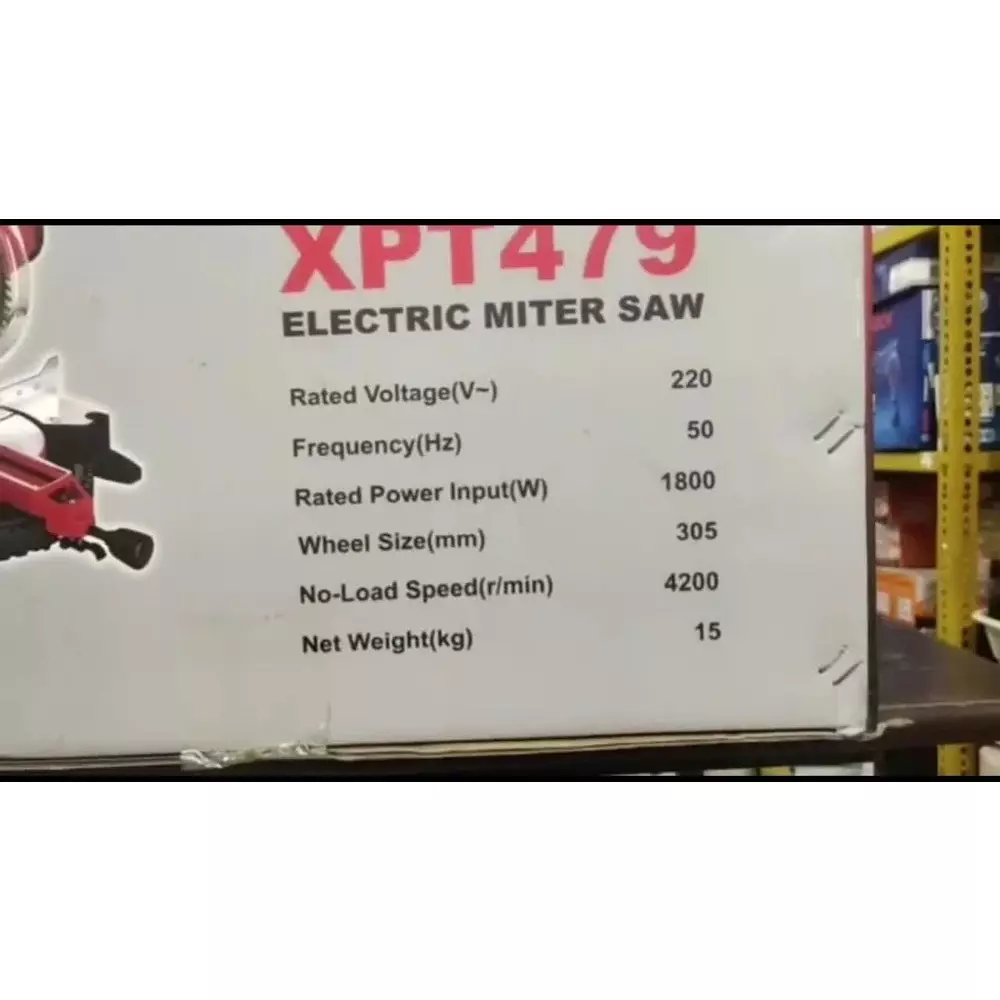 XPT479
ELECTRIC MITER SAW
Rated Voltage(V~) 220
Frequency(Hz) 50
Rated Power Input(W) 1800
Wheel Size(mm) 305
No-Load Speed(r/min) 4200
Net Weight(kg) 15